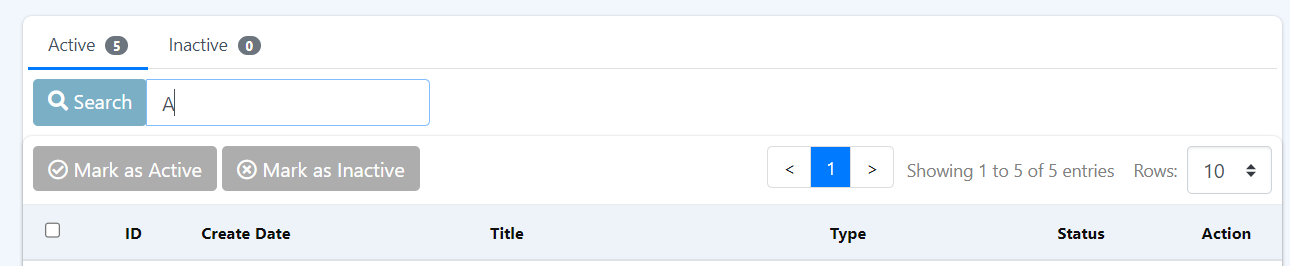 Active 5 Inactive 0
Search A
Mark as Active Mark as Inactive < 1 > Showing 1 to 5 of 5 entries Rows: 10
ID Create Date Title Type Status Action